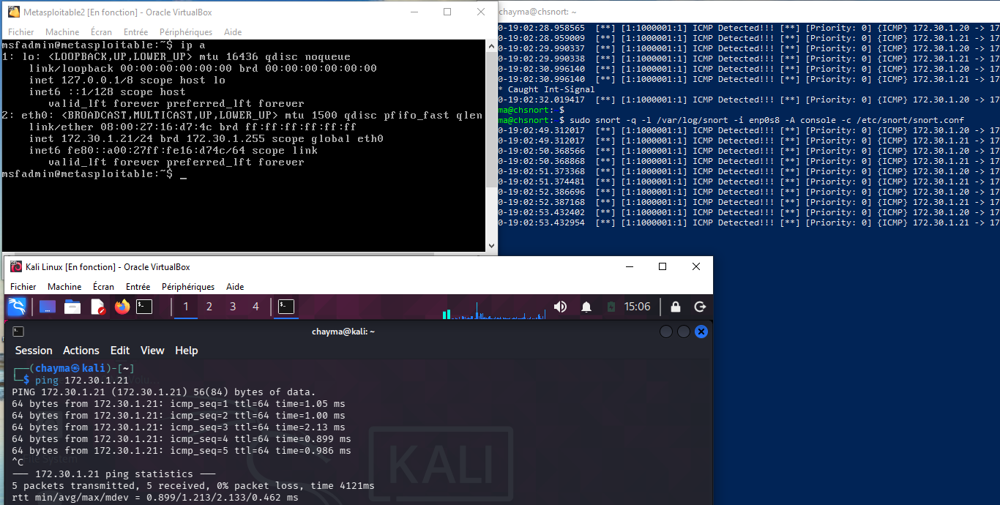 Metasploitable2 [En fonction] - Oracle VirtualBox
Fichier Machine Écran Entrée Périphériques Aide
msfadmin@metasploitable:~$ ip a
1: lo: <LOOPBACK,UP,LOWER_UP> mtu 16436 qdisc noqueue
link/loopback 00:00:00:00:00:00 brd 00:00:00:00:00:00
inet 127.0.0.1/8 scope host lo
inet6 ::1/128 scope host
valid_lft forever preferred_lft forever
2: eth0: <BROADCAST,MULTICAST,UP,LOWER_UP> mtu 1500 qdisc pfifo_fast qlen
link/ether 08:00:27:16:d7:4c brd ff:ff:ff:ff:ff:ff
inet 172.30.1.21/24 brd 172.30.1.255 scope global eth0
inet6 fe80::a00:27ff:fe16:d74c/64 scope link
valid_lft forever preferred_lft forever
msfadmin@metasploitable:~$ _
chayma@chsnort: ~
0-19:02:28.958565 [**] [1:1000001:1] ICMP Detected!!! [**] [Priority: 0] {ICMP} 172.30.1.20 -> 17
0-19:02:28.959009 [**] [1:1000001:1] ICMP Detected!!! [**] [Priority: 0] {ICMP} 172.30.1.21 -> 17
0-19:02:29.990337 [**] [1:1000001:1] ICMP Detected!!! [**] [Priority: 0] {ICMP} 172.30.1.20 -> 17
0-19:02:29.990338 [**] [1:1000001:1] ICMP Detected!!! [**] [Priority: 0] {ICMP} 172.30.1.21 -> 17
0-19:02:30.996140 [**] [1:1000001:1] ICMP Detected!!! [**] [Priority: 0] {ICMP} 172.30.1.20 -> 17
0-19:02:30.996140 [**] [1:1000001:1] ICMP Detected!!! [**] [Priority: 0] {ICMP} 172.30.1.21 -> 17
* Caught Int-Signal
0-19:02:32.019417 [**] [1:1000001:1] ICMP Detected!!! [**] [Priority: 0] {ICMP} 172.30.1.20 -> 17
ma@chsnort: $
ma@chsnort: $ sudo snort -q -l /var/log/snort -i enp0s8 -A console -c /etc/snort/snort.conf
0-19:02:49.312017 [**] [1:1000001:1] ICMP Detected!!! [**] [Priority: 0] {ICMP} 172.30.1.20 -> 17
0-19:02:49.312017 [**] [1:1000001:1] ICMP Detected!!! [**] [Priority: 0] {ICMP} 172.30.1.21 -> 17
0-19:02:50.368566 [**] [1:1000001:1] ICMP Detected!!! [**] [Priority: 0] {ICMP} 172.30.1.20 -> 17
0-19:02:50.368868 [**] [1:1000001:1] ICMP Detected!!! [**] [Priority: 0] {ICMP} 172.30.1.21 -> 17
0-19:02:51.373368 [**] [1:1000001:1] ICMP Detected!!! [**] [Priority: 0] {ICMP} 172.30.1.20 -> 17
0-19:02:51.374481 [**] [1:1000001:1] ICMP Detected!!! [**] [Priority: 0] {ICMP} 172.30.1.21 -> 17
0-19:02:52.386696 [**] [1:1000001:1] ICMP Detected!!! [**] [Priority: 0] {ICMP} 172.30.1.20 -> 17
0-19:02:52.387168 [**] [1:1000001:1] ICMP Detected!!! [**] [Priority: 0] {ICMP} 172.30.1.21 -> 17
0-19:02:53.432402 [**] [1:1000001:1] ICMP Detected!!! [**] [Priority: 0] {ICMP} 172.30.1.20 -> 17
0-19:02:53.432954 [**] [1:1000001:1] ICMP Detected!!! [**] [Priority: 0] {ICMP} 172.30.1.21 -> 17
Kali Linux [En fonction] - Oracle VirtualBox
Fichier Machine Écran Entrée Périphériques Aide
1 2 3 4 15:06
chayma@kali: ~
Session Actions Edit View Help
(chayma㉿kali)-[~]
$ ping 172.30.1.21
PING 172.30.1.21 (172.30.1.21) 56(84) bytes of data.
64 bytes from 172.30.1.21: icmp_seq=1 ttl=64 time=1.05 ms
64 bytes from 172.30.1.21: icmp_seq=2 ttl=64 time=1.00 ms
64 bytes from 172.30.1.21: icmp_seq=3 ttl=64 time=2.13 ms
64 bytes from 172.30.1.21: icmp_seq=4 ttl=64 time=0.899 ms
64 bytes from 172.30.1.21: icmp_seq=5 ttl=64 time=0.986 ms
^C
File System
KALI
--- 172.30.1.21 ping statistics ---
5 packets transmitted, 5 received, 0% packet loss, time 4121ms
rtt min/avg/max/mdev = 0.899/1.213/2.133/0.462 ms